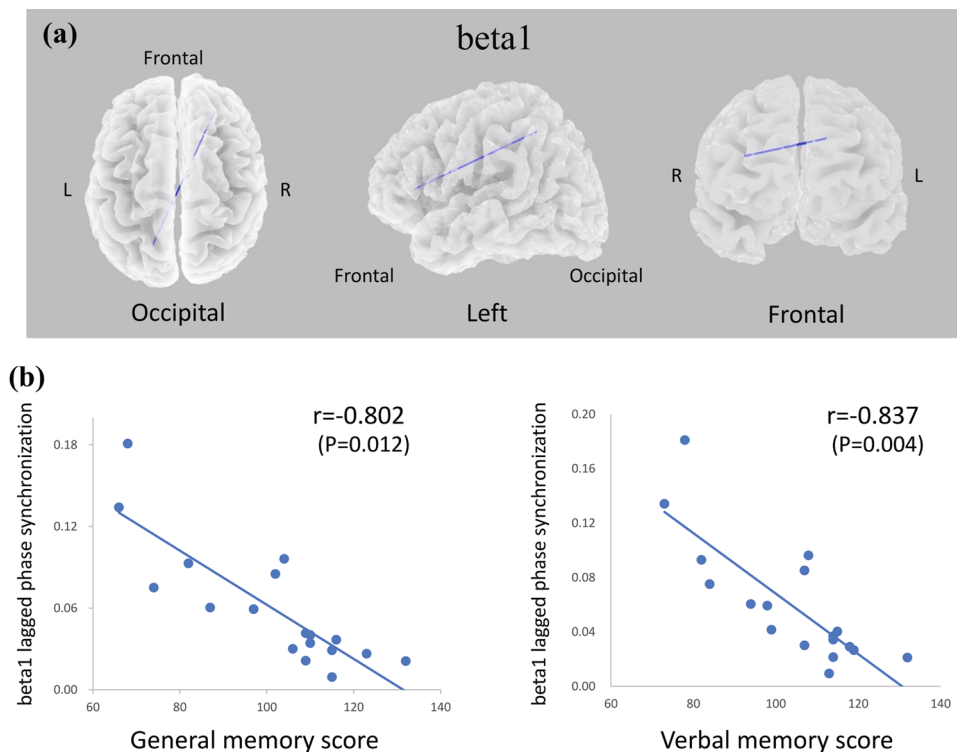 (a)
beta1
Frontal
L
R
Occipital
Frontal
Occipital
Left
R
L
Frontal
(b)
beta1 lagged phase synchronization
r=-0.802
(P=0.012)
0.18
0.12
0.06
0.00
60
80
100
120
140
General memory score
beta1 lagged phase synchronization
r=-0.837
(P=0.004)
0.20
0.16
0.12
0.08
0.04
0.00
60
80
100
120
140
Verbal memory score